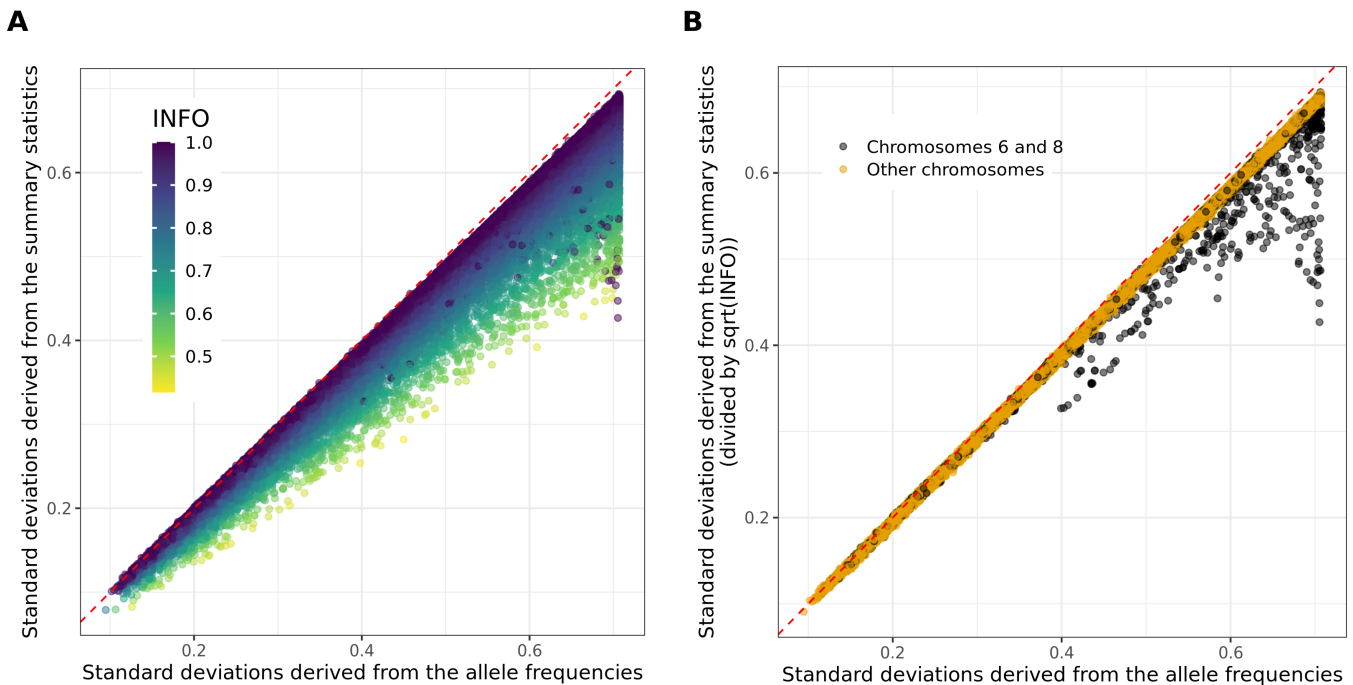 A
Standard deviations derived from the summary statistics
INFO
1.0
0.9
0.8
0.7
0.6
0.5
0.6
0.4
0.2
0.2
0.4
0.6
Standard deviations derived from the allele frequencies
B
Standard deviations derived from the summary statistics
(divided by sqrt(INFO))
Chromosomes 6 and 8
Other chromosomes
0.6
0.4
0.2
0.2
0.4
0.6
Standard deviations derived from the allele frequencies